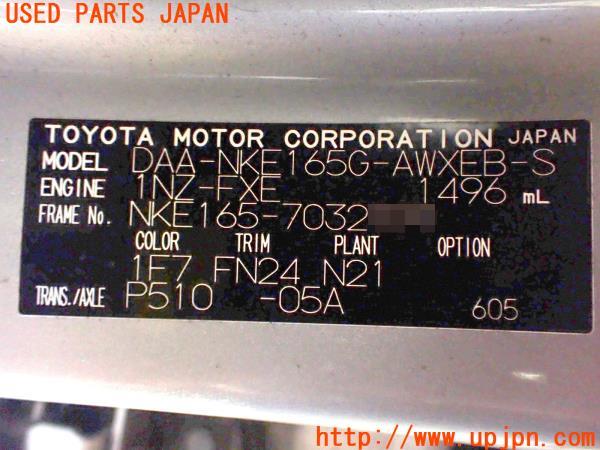 USED PARTS JAPAN
TOYOTA MOTOR CORPORATION JAPAN
MODEL DAA-NKE165G-AWXEB-S
ENGINE 1NZ-FXE 1496 mL
FRAME No. NKE165-7032
COLOR TRIM PLANT OPTION
1F7 FN24 N21
TRANS./AXLE P510 -05A 605
http://www.upjpn.com